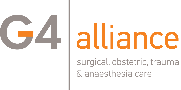 G4 alliance
surgical, obstetric, trauma
& anaesthesia care